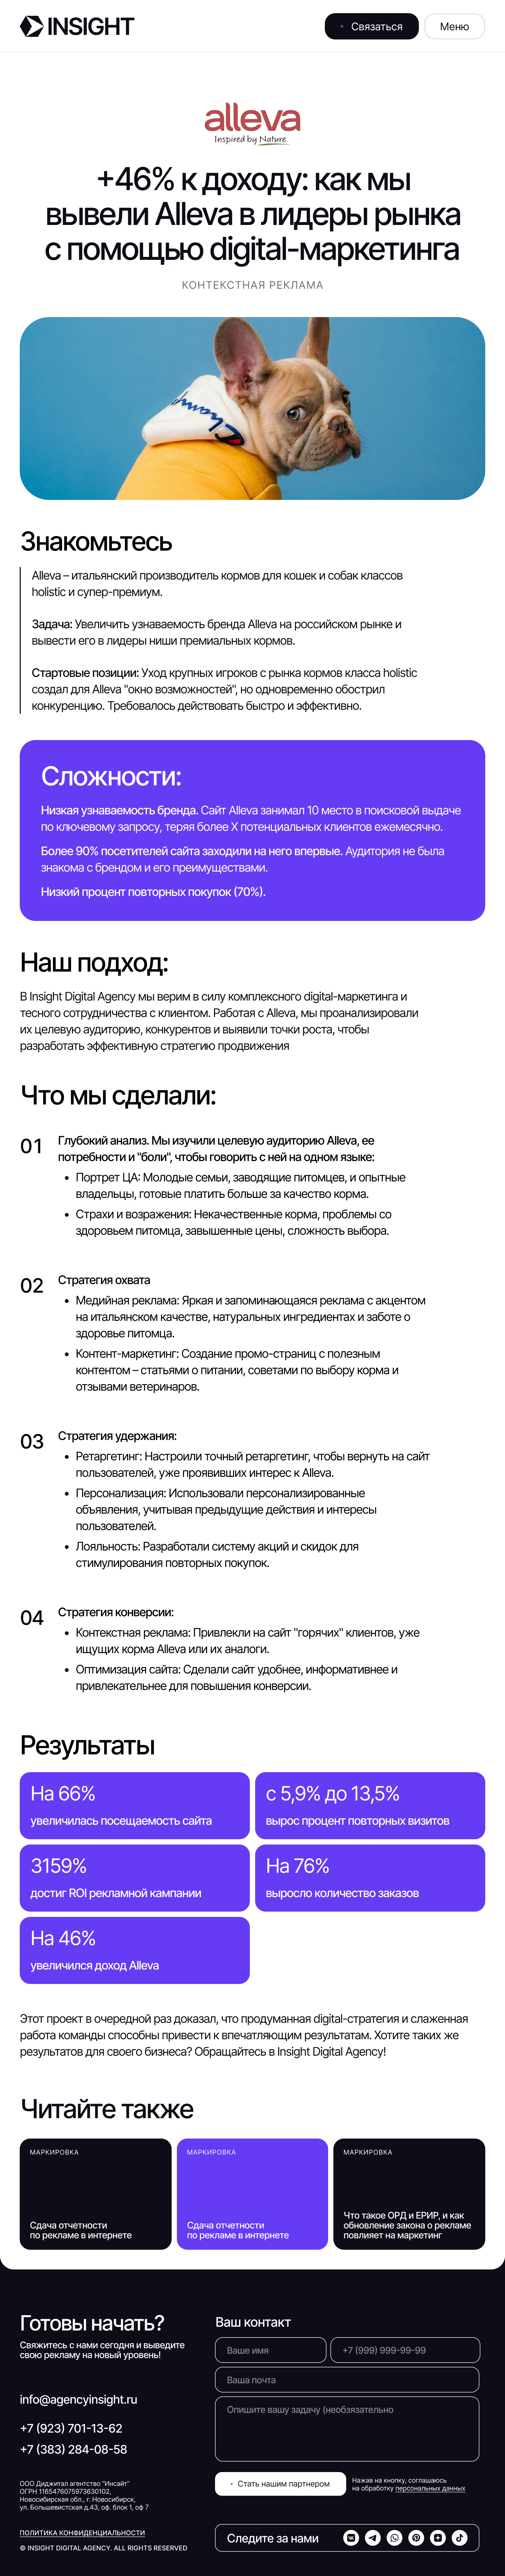 INSIGHT
Связаться
Меню
alleva
Inspired by Nature
+46% к доходу: как мы
вывели Alleva в лидеры рынка
с помощью digital-маркетинга
КОНТЕКСТНАЯ РЕКЛАМА
Знакомьтесь
Alleva – итальянский производитель кормов для кошек и собак классов
holistic и супер-премиум.
Задача: Увеличить узнаваемость бренда Alleva на российском рынке и
вывести его в лидеры ниши премиальных кормов.
Стартовые позиции: Уход крупных игроков с рынка кормов класса holistic
создал для Alleva "окно возможностей", но одновременно обострил
конкуренцию. Требовалось действовать быстро и эффективно.
Сложности:
Низкая узнаваемость бренда. Сайт Alleva занимал 10 место в поисковой выдаче
по ключевому запросу, теряя более X потенциальных клиентов ежемесячно.
Более 90% посетителей сайта заходили на него впервые. Аудитория не была
знакома с брендом и его преимуществами.
Низкий процент повторных покупок (70%).
Наш подход:
В Insight Digital Agency мы верим в силу комплексного digital-маркетинга и
тесного сотрудничества с клиентом. Работая с Alleva, мы проанализировали
их целевую аудиторию, конкурентов и выявили точки роста, чтобы
разработать эффективную стратегию продвижения
Что мы сделали:
01
Глубокий анализ. Мы изучили целевую аудиторию Alleva, ее
потребности и "боли", чтобы говорить с ней на одном языке:
• Портрет ЦА: Молодые семьи, заводящие питомцев, и опытные
владельцы, готовые платить больше за качество корма.
• Страхи и возражения: Некачественные корма, проблемы со
здоровьем питомца, завышенные цены, сложность выбора.
02
Стратегия охвата
• Медийная реклама: Яркая и запоминающаяся реклама с акцентом
на итальянском качестве, натуральных ингредиентах и заботе о
здоровье питомца.
• Контент-маркетинг: Создание промо-страниц с полезным
контентом – статьями о питании, советами по выбору корма и
отзывами ветеринаров.
03
Стратегия удержания:
• Ретаргетинг: Настроили точный ретаргетинг, чтобы вернуть на сайт
пользователей, уже проявивших интерес к Alleva.
• Персонализация: Использовали персонализированные
объявления, учитывая предыдущие действия и интересы
пользователей.
• Лояльность: Разработали систему акций и скидок для
стимулирования повторных покупок.
04
Стратегия конверсии:
• Контекстная реклама: Привлекли на сайт "горячих" клиентов, уже
ищущих корма Alleva или их аналоги.
• Оптимизация сайта: Сделали сайт удобнее, информативнее и
привлекательнее для повышения конверсии.
Результаты
На 66%
увеличилась посещаемость сайта
с 5,9% до 13,5%
вырос процент повторных визитов
3159%
достиг ROI рекламной кампании
На 76%
выросло количество заказов
На 46%
увеличился доход Alleva
Этот проект в очередной раз доказал, что продуманная digital-стратегия и слаженная
работа команды способны привести к впечатляющим результатам. Хотите таких же
результатов для своего бизнеса? Обращайтесь в Insight Digital Agency!
Читайте также
МАРКИРОВКА
Сдача отчетности
по рекламе в интернете
МАРКИРОВКА
Сдача отчетности
по рекламе в интернете
МАРКИРОВКА
Что такое ОРД и ЕРИР, и как
обновление закона о рекламе
повлияет на маркетинг
Готовы начать?
Свяжитесь с нами сегодня и выведите
свою рекламу на новый уровень!
info@agencyinsight.ru
+7 (923) 701-13-62
+7 (383) 284-08-58
ООО Диджитал агентство "Инсайт"
ОГРН 1165476075973630102,
Новосибирская обл., г. Новосибирск,
ул. Большевистская д.43, оф. блок 1, оф 7
ПОЛИТИКА КОНФИДЕНЦИАЛЬНОСТИ
© INSIGHT DIGITAL AGENCY. ALL RIGHTS RESERVED
Ваш контакт
Ваше имя
+7 (999) 999-99-99
Ваша почта
Опишите вашу задачу (необзязательно
Стать нашим партнером
Нажав на кнопку, соглашаюсь
на обработку персональных данных
Следите за нами